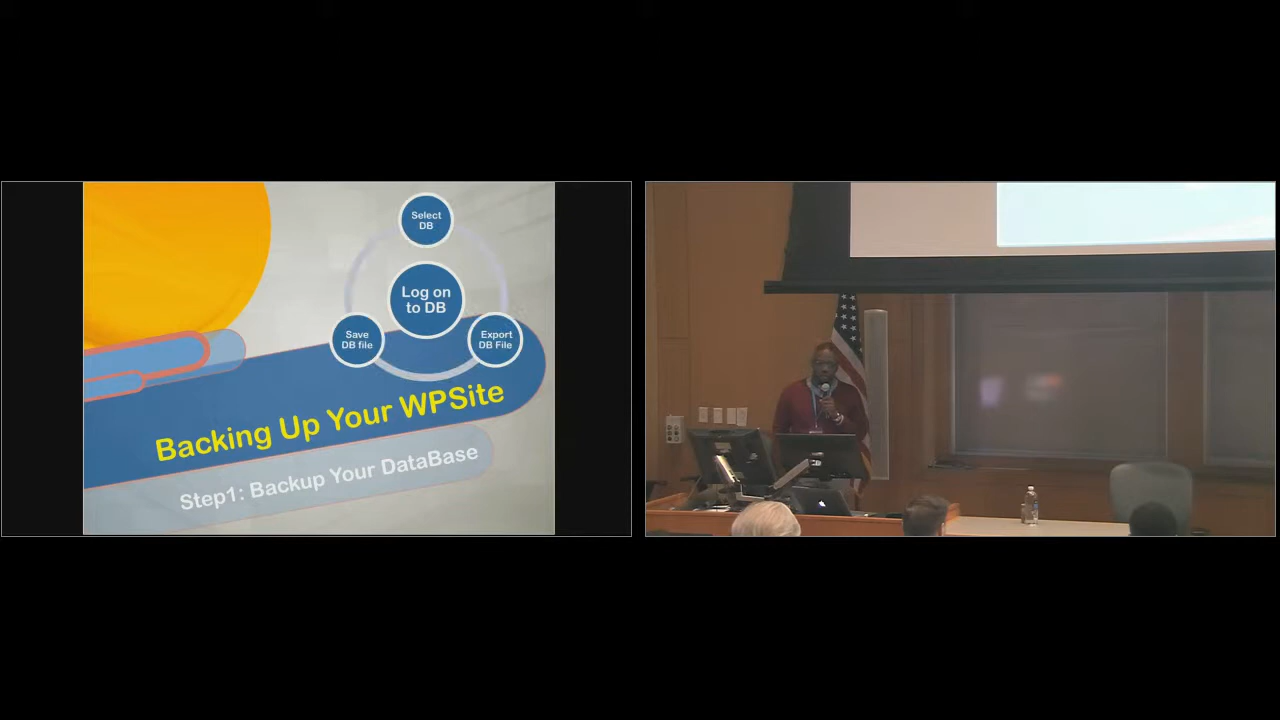 Select
DB
Log on
to DB
Save
DB file
Export
DB File
Backing Up Your WPSite
Step1: Backup Your DataBase